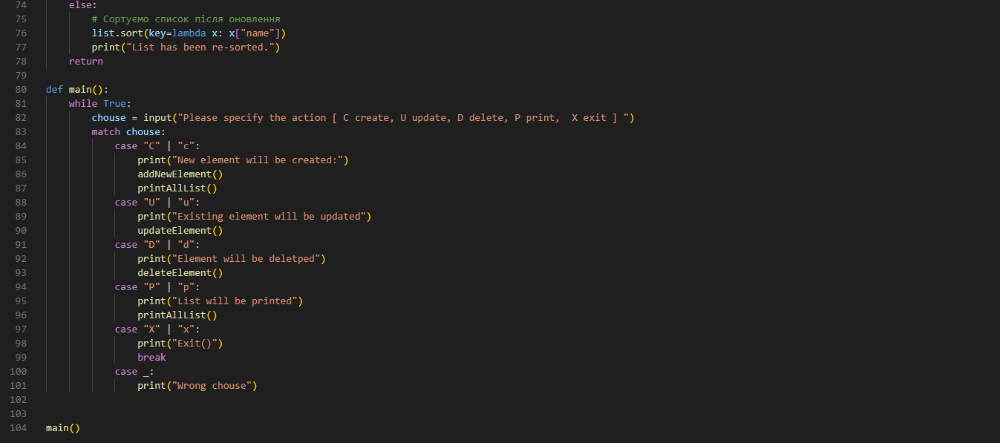 74 else:
75 # Сортуємо список після оновлення
76 list.sort(key=lambda x: x["name"])
77 print("List has been re-sorted.")
78 return
79
80 def main():
81 while True:
82 chouse = input("Please specify the action [ C create, U update, D delete, P print,  X exit ] ")
83 match chouse:
84 case "C" | "c":
85 print("New element will be created:")
86 addNewElement()
87 printAllList()
88 case "U" | "u":
89 print("Existing element will be updated")
90 updateElement()
91 case "D" | "d":
92 print("Element will be deletped")
93 deleteElement()
94 case "P" | "p":
95 print("List will be printed")
96 printAllList()
97 case "X" | "x":
98 print("Exit()")
99 break
100 case _:
101 print("Wrong chouse")
102
103
104 main()